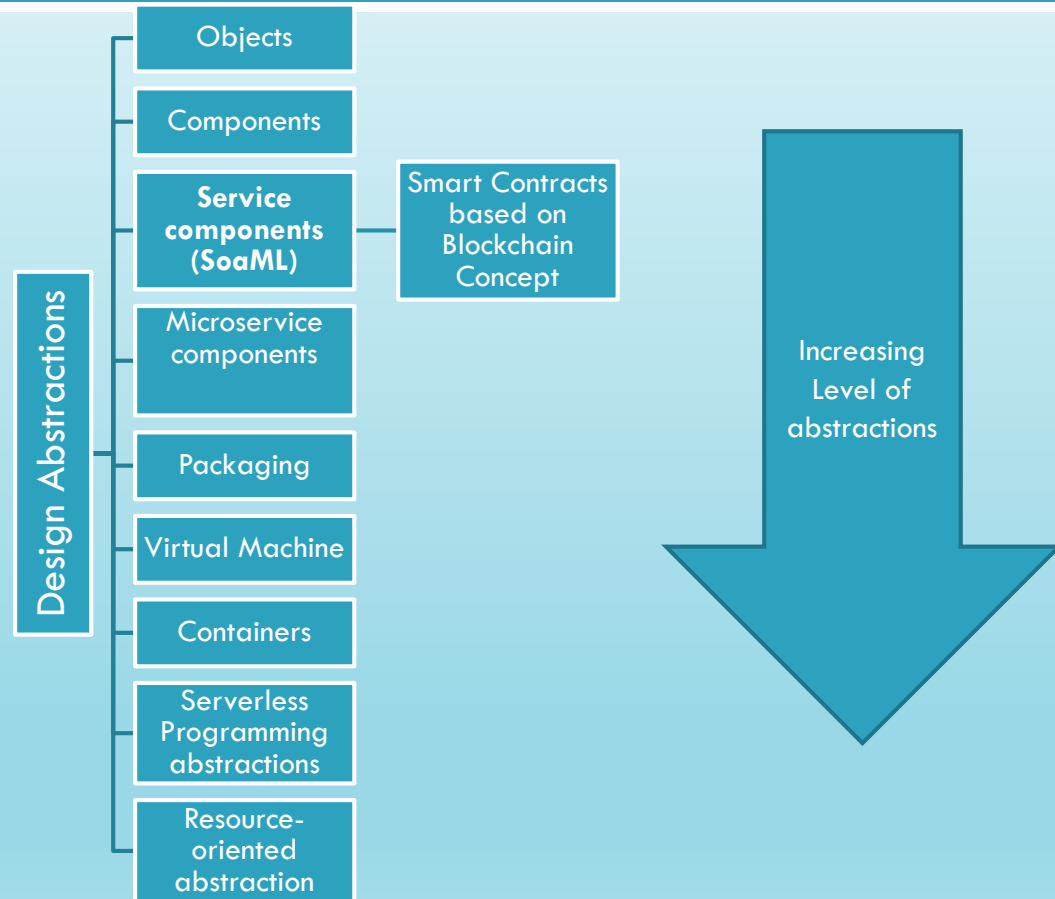 Design Abstractions
Objects
Components
Service
components
(SoaML)
Smart Contracts
based on
Blockchain
Concept
Microservice
components
Packaging
Virtual Machine
Containers
Serverless
Programming
abstractions
Resource-
oriented
abstraction
Increasing
Level of
abstractions